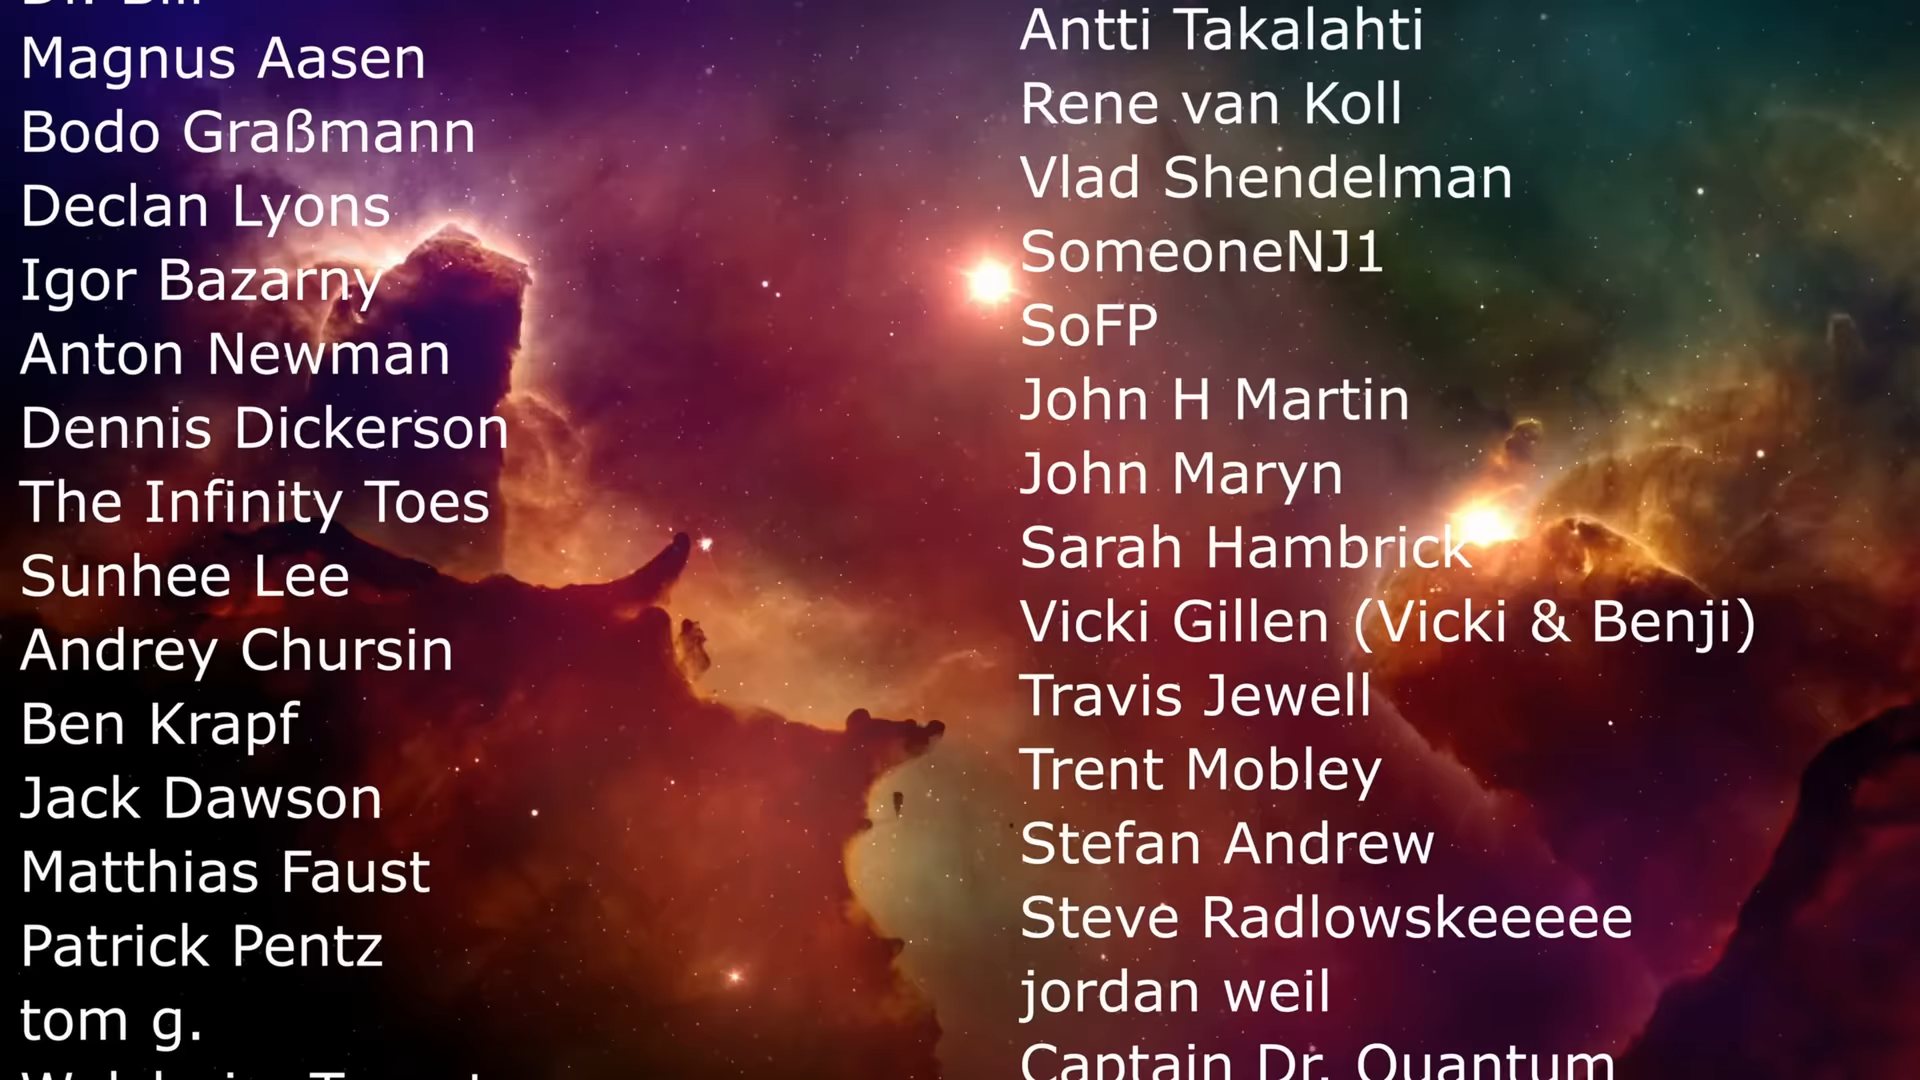 Magnus Aasen
Bodo Graßmann
Declan Lyons
Igor Bazarny
Anton Newman
Dennis Dickerson
The Infinity Toes
Sunhee Lee
Andrey Chursin
Ben Krapf
Jack Dawson
Matthias Faust
Patrick Pentz
tom g.
Antti Takalahti
Rene van Koll
Vlad Shendelman
SomeoneNJ1
SoFP
John H Martin
John Maryn
Sarah Hambrick
Vicki Gillen (Vicki & Benji)
Travis Jewell
Trent Mobley
Stefan Andrew
Steve Radlowskeeeee
jordan weil
Captain Dr. Quantum